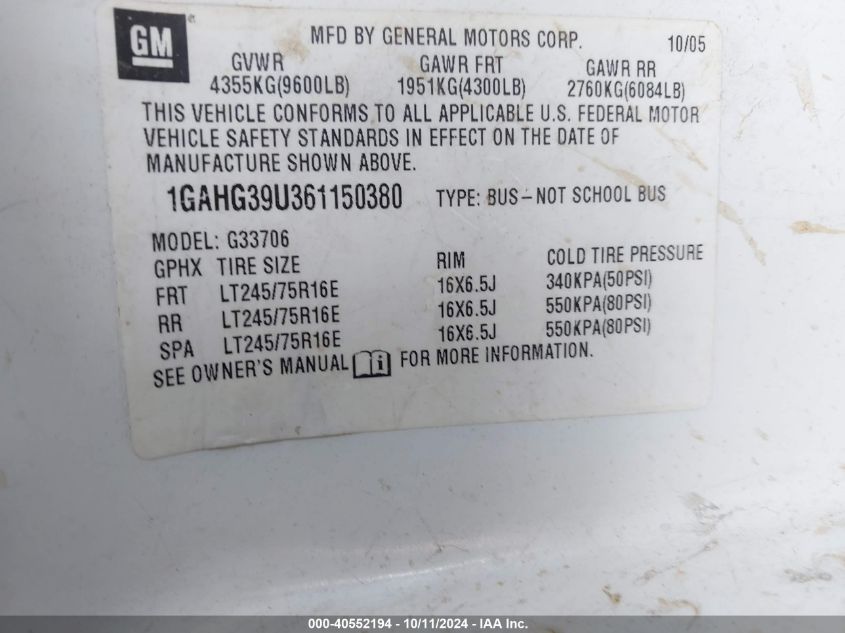 GM MFD BY GENERAL MOTORS CORP. 10/05
GVWR GAWR FRT GAWR RR
4355KG(9600LB) 1951KG(4300LB) 2760KG(6084LB)
THIS VEHICLE CONFORMS TO ALL APPLICABLE U.S. FEDERAL MOTOR
VEHICLE SAFETY STANDARDS IN EFFECT ON THE DATE OF
MANUFACTURE SHOWN ABOVE.
1GAHG39U361150380 TYPE: BUS-NOT SCHOOL BUS
MODEL: G33706
GPHX TIRE SIZE RIM COLD TIRE PRESSURE
FRT LT245/75R16E 16X6.5J 340KPA(50PSI)
RR LT245/75R16E 16X6.5J 550KPA(80PSI)
SPA LT245/75R16E 16X6.5J 550KPA(80PSI)
SEE OWNER'S MANUAL i FOR MORE INFORMATION.
000-40552194 - 10/11/2024 - IAA Inc.